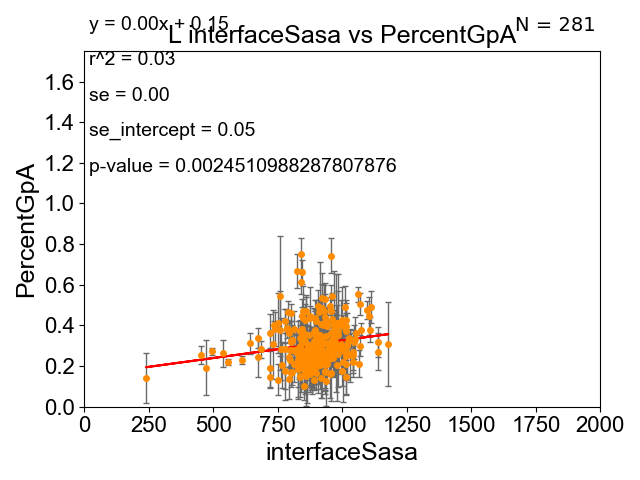 y = 0.00x + 0.15
L interfaceSasa vs PercentGpA
N = 281
r^2 = 0.03
se = 0.00
se_intercept = 0.05
p-value = 0.0024510988287807876
PercentGpA
1.6
1.4
1.2
1.0
0.8
0.6
0.4
0.2
0.0
0 250 500 750 1000 1250 1500 1750 2000
interfaceSasa